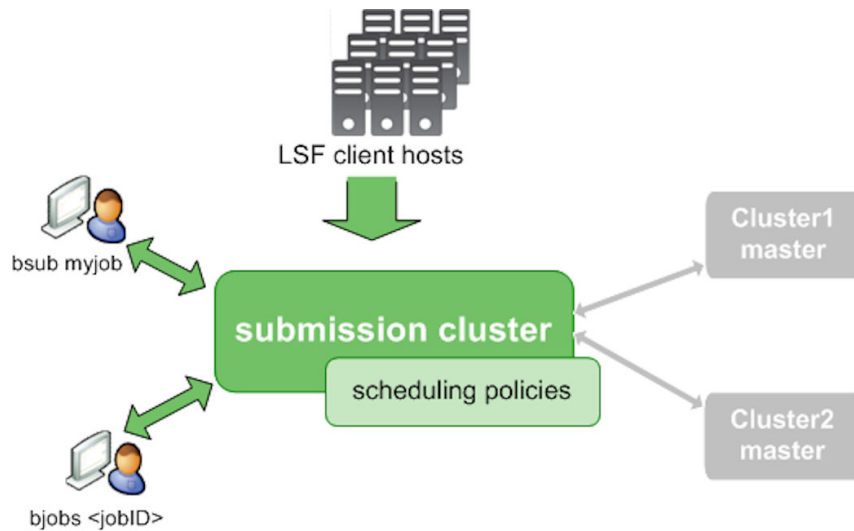 LSF client hosts
bsub myjob
submission cluster
scheduling policies
bjobs <jobID>
Cluster1
master
Cluster2
master